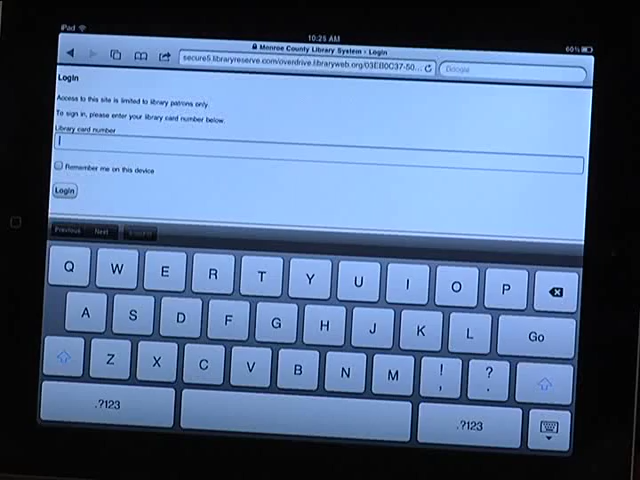 iPad
10:25 AM
60%
Monroe County Library System - Login
secure5.libraryreserve.com/overdrive.libraryweb.org/03EB0C37-50...
Google
Login
Access to this site is limited to library patrons only.
To sign in, please enter your library card number below.
Library card number
Remember me on this device
Login
Previous Next
Q W E R T Y U I O P
A S D F G H J K L Go
Z X C V B N M ! , ? .
.?123 .?123